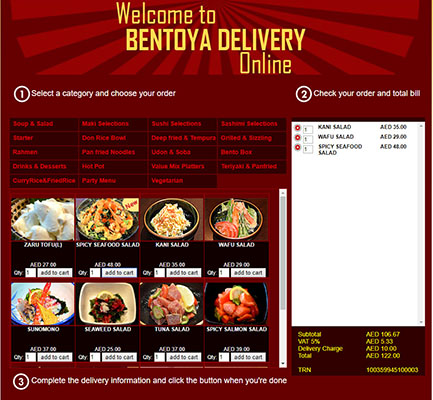 Welcome to
BENTOYA DELIVERY
Online
1 Select a category and choose your order
2 Check your order and total bill
Soup & Salad Maki Selections Sushi Selections Sashimi Selections
Starter Don Rice Bowl Deep fried & Tempura Grilled & Sizzling
Rahmen Pan fried Noodles Udon & Soba Bento Box
Drinks & Desserts Hot Pot Value Mix Platters Teriyaki & Panfried
CurryRice&FriedRice Party Menu Vegetarian
1 KANI SALAD AED 35.00
1 WAFU SALAD AED 29.00
1 SPICY SEAFOOD SALAD AED 48.00
ZARU TOFU(L) SPICY SEAFOOD SALAD KANI SALAD WAFU SALAD
AED 27.00 AED 48.00 AED 35.00 AED 29.00
Qty: 1 add to cart Qty: 1 add to cart Qty: 1 add to cart Qty: 1 add to cart
SUNOMONO SEAWEED SALAD TUNA SALAD SPICY SALMON SALAD
AED 37.00 AED 25.00 AED 37.00 AED 37.00
Qty: 1 add to cart Qty: 1 add to cart Qty: 1 add to cart Qty: 1 add to cart
Subtotal AED 106.67
VAT 5% AED 5.33
Delivery Charge AED 10.00
Total AED 122.00
TRN 100359945100003
3 Complete the delivery information and click the button when you're done